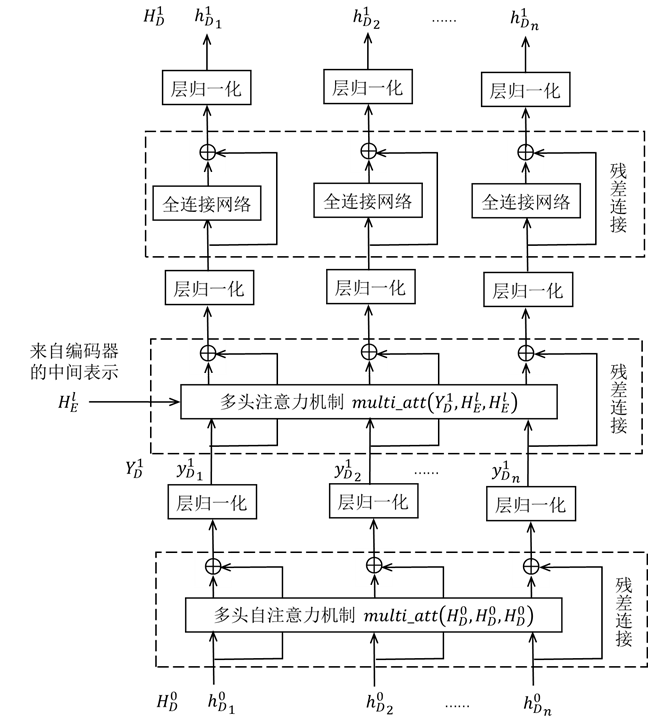 H_D^1 h_{D_1}^1 h_{D_2}^1 …… h_{D_n}^1
层归一化 层归一化 层归一化
残差连接
全连接网络 全连接网络 全连接网络
层归一化 层归一化 层归一化
来自编码器
的中间表示
残差连接
H_E^l
多头注意力机制 multi_att(Y_D^1,H_E^l,H_E^l)
Y_D^1 y_{D_1}^1 y_{D_2}^1 …… y_{D_n}^1
层归一化 层归一化 层归一化
残差连接
多头自注意力机制 multi_att(H_D^0,H_D^0,H_D^0)
H_D^0 h_{D_1}^0 h_{D_2}^0 …… h_{D_n}^0